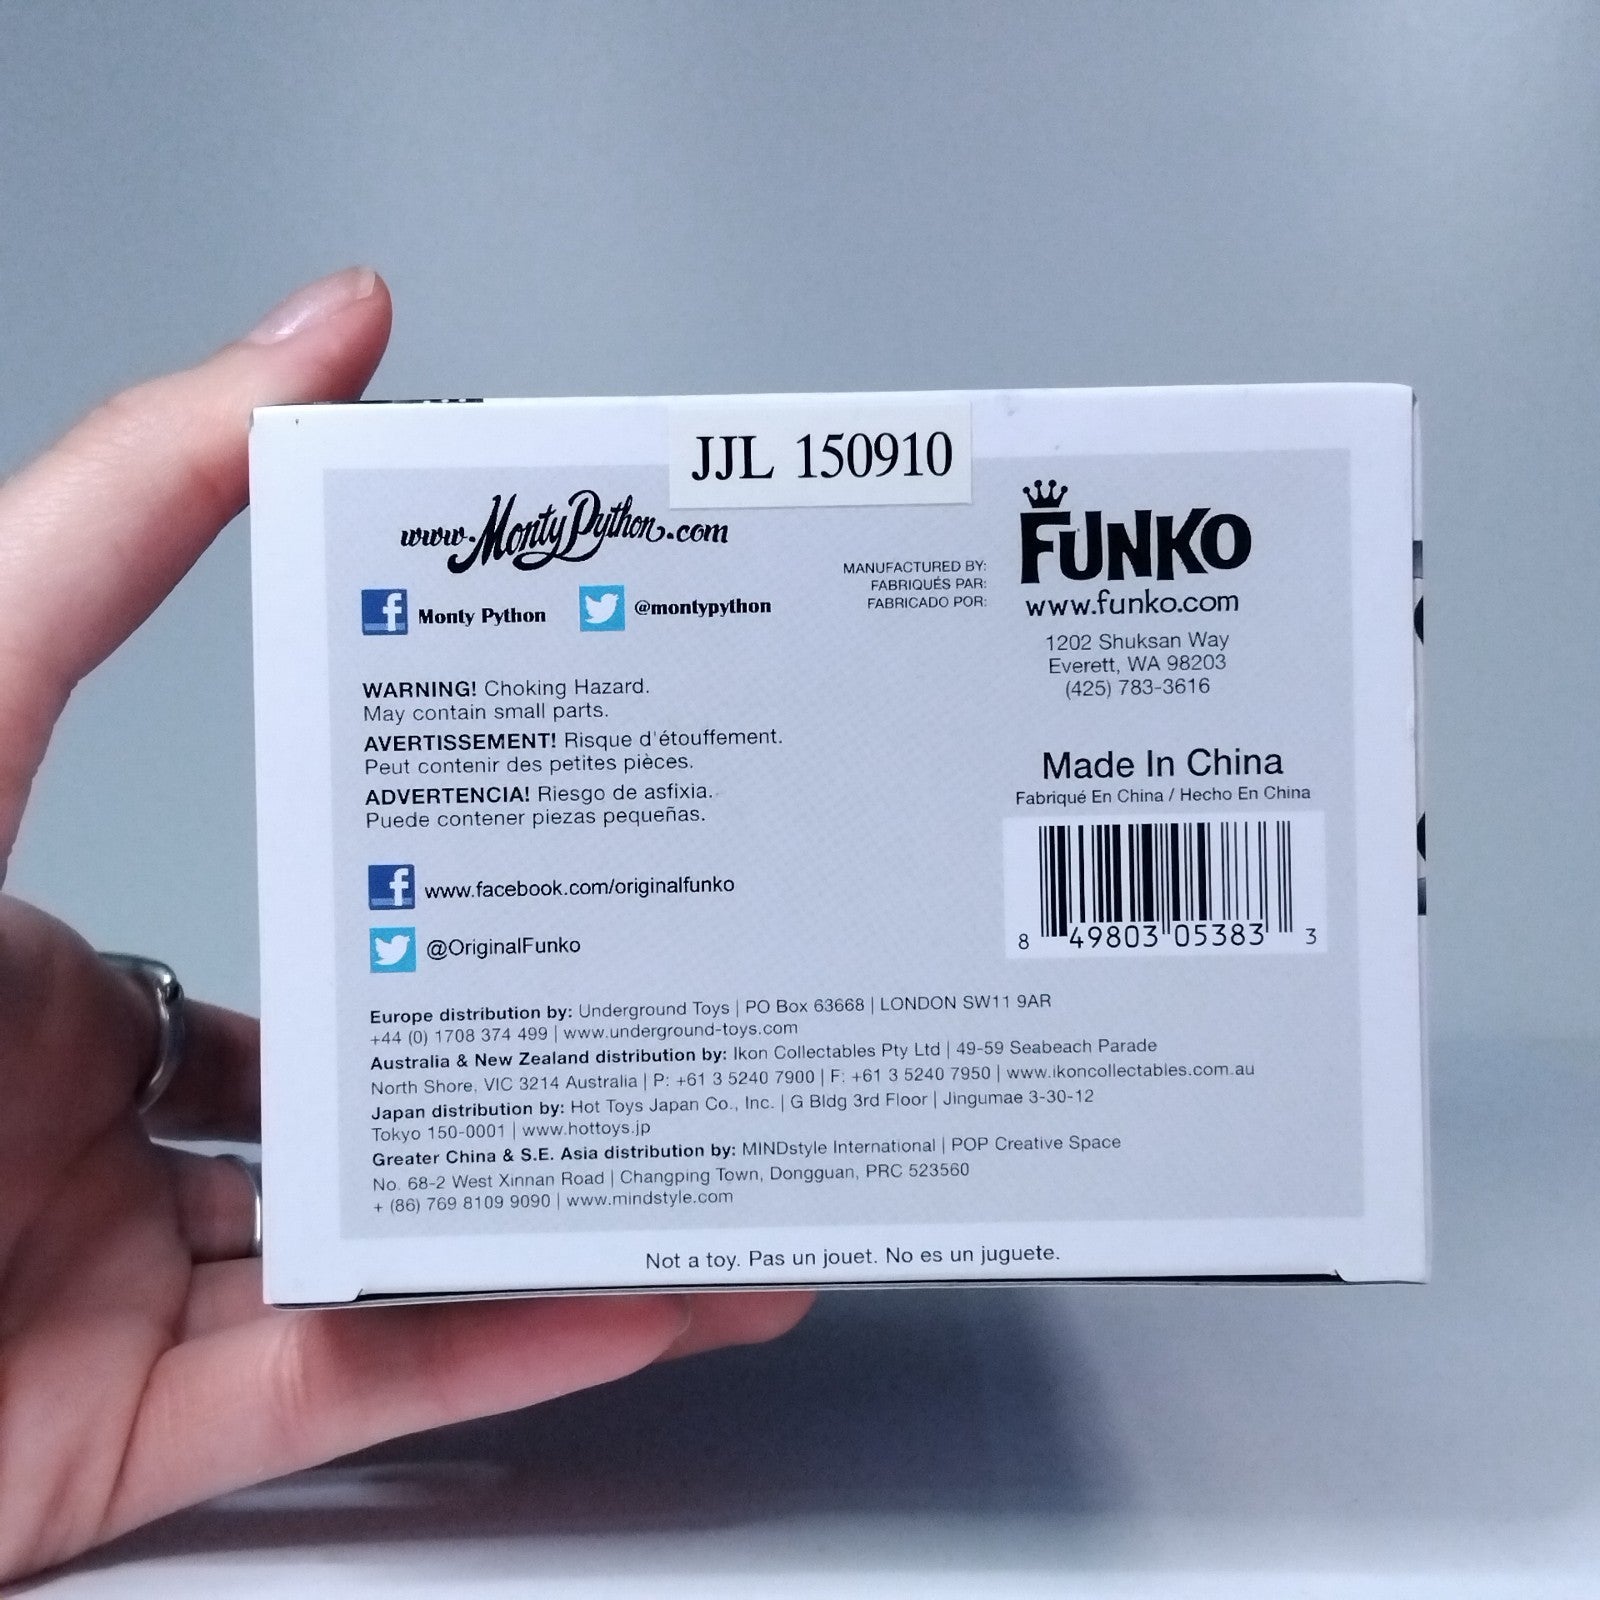 JJL 150910
www.MontyPython.com
Monty Python
@montypython
MANUFACTURED BY:
FABRIQUÉS PAR:
FABRICADO POR:
FUNKO
www.funko.com
1202 Shuksan Way
Everett, WA 98203
(425) 783-3616
WARNING! Choking Hazard.
May contain small parts.
AVERTISSEMENT! Risque d'étouffement.
Peut contenir des petites pièces.
ADVERTENCIA! Riesgo de asfixia.
Puede contener piezas pequeñas.
Made In China
Fabriqué En China / Hecho En China
8 49803 05383 3
www.facebook.com/originalfunko
@OriginalFunko
Europe distribution by: Underground Toys | PO Box 63668 | LONDON SW11 9AR
+44 (0) 1708 374 499 | www.underground-toys.com
Australia & New Zealand distribution by: Ikon Collectables Pty Ltd | 49-59 Seabeach Parade
North Shore, VIC 3214 Australia | P: +61 3 5240 7900 | F: +61 3 5240 7950 | www.ikoncollectables.com.au
Japan distribution by: Hot Toys Japan Co., Inc. | G Bldg 3rd Floor | Jingumae 3-30-12
Tokyo 150-0001 | www.hottoys.jp
Greater China & S.E. Asia distribution by: MINDstyle International | POP Creative Space
No. 68-2 West Xinnan Road | Changping Town, Dongguan, PRC 523560
+ (86) 769 8109 9090 | www.mindstyle.com
Not a toy. Pas un jouet. No es un juguete.